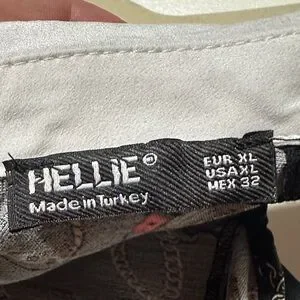 HELLIE
Made in Turkey
EUR XL
USA XL
MEX 32